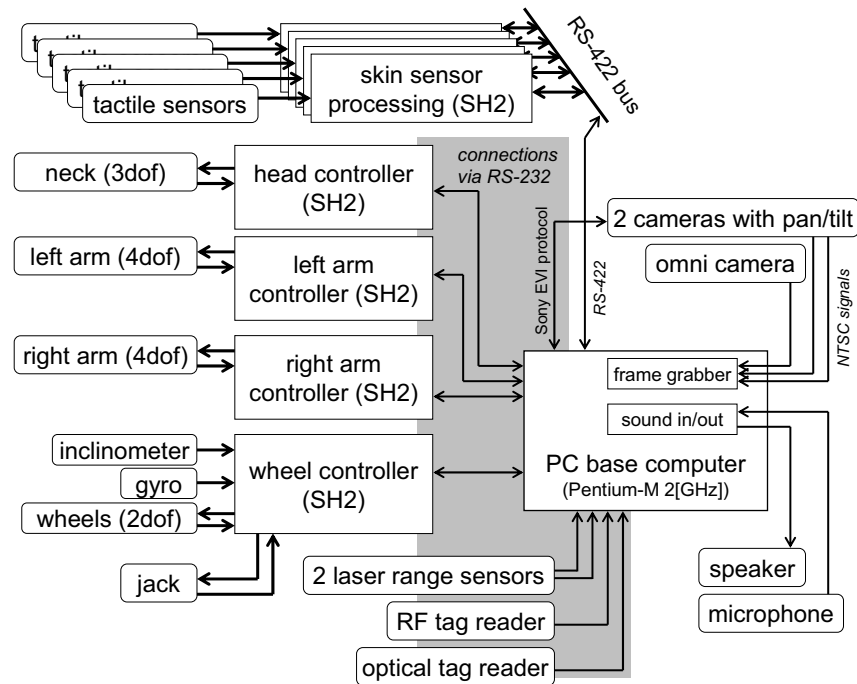 tactile sensors
skin sensor
processing (SH2)
RS-422 bus
neck (3dof)
head controller
(SH2)
connections
via RS-232
left arm (4dof)
left arm
controller (SH2)
Sony EVI protocol
RS-422
2 cameras with pan/tilt
omni camera
NTSC signals
right arm (4dof)
right arm
controller (SH2)
frame grabber
sound in/out
PC base computer
(Pentium-M 2[GHz])
inclinometer
gyro
wheels (2dof)
wheel controller
(SH2)
jack
2 laser range sensors
RF tag reader
optical tag reader
speaker
microphone